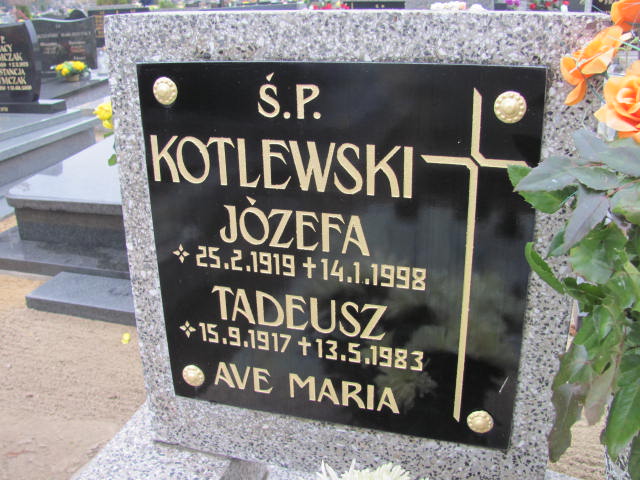 Ś.P.
KOTLEWSKI
JÓZEFA
25.2.1919 + 14.1.1998
TADEUSZ
15.9.1917 + 13.5.1983
AVE MARIA